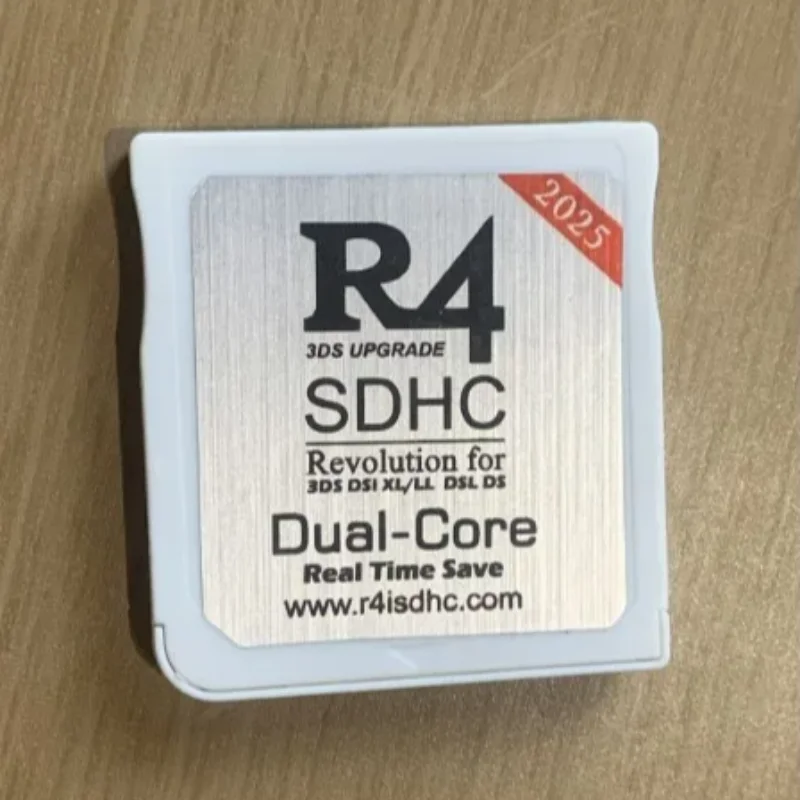 2025
R4
3DS UPGRADE
SDHC
Revolution for
3DS DSI XL/LL DSL DS
Dual-Core
Real Time Save
www.r4isdhc.com